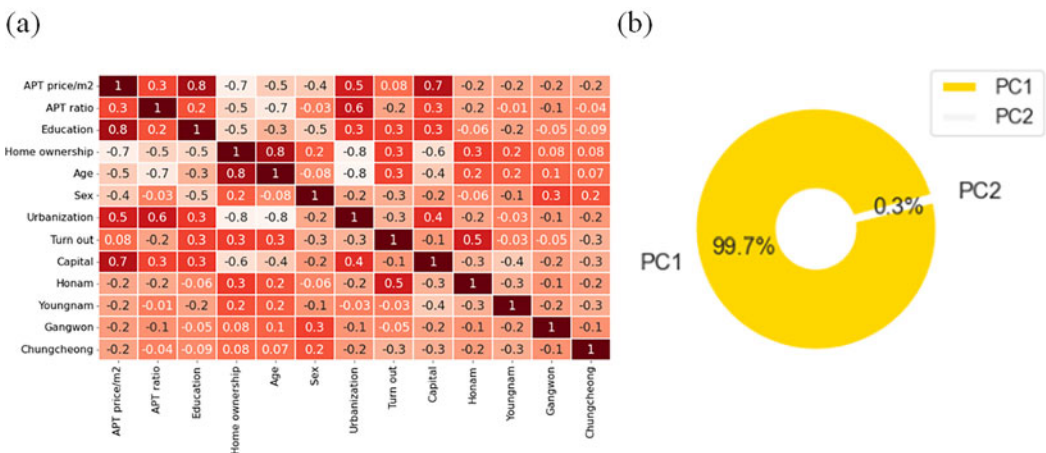 (a)
(b)
APT price/m2 1 0.3 0.8 -0.7 -0.5 -0.4 0.5 0.08 0.7 -0.2 -0.2 -0.2 -0.2
APT ratio 0.3 1 0.2 -0.5 -0.7 -0.03 0.6 -0.2 0.3 -0.2 -0.01 -0.1 -0.04
Education 0.8 0.2 1 -0.5 -0.3 -0.5 0.3 0.3 0.3 -0.06 -0.2 -0.05 -0.09
Home ownership -0.7 -0.5 -0.5 1 0.8 0.2 -0.8 0.3 -0.6 0.3 0.2 0.08 0.08
Age -0.5 -0.7 -0.3 0.8 1 -0.08 -0.8 0.3 -0.4 0.2 0.2 0.1 0.07
Sex -0.4 -0.03 -0.5 0.2 -0.08 1 -0.2 -0.3 -0.2 -0.06 -0.1 0.3 0.2
Urbanization 0.5 0.6 0.3 -0.8 -0.8 -0.2 1 -0.3 0.4 -0.2 -0.03 -0.1 -0.2
Turn out 0.08 -0.2 0.3 0.3 0.3 -0.3 -0.3 1 -0.1 0.5 -0.03 -0.05 -0.3
Capital 0.7 0.3 0.3 -0.6 -0.4 -0.2 0.4 -0.1 1 -0.3 -0.4 -0.2 -0.3
Honam -0.2 -0.2 -0.06 0.3 0.2 -0.06 -0.2 0.5 -0.3 1 -0.3 -0.1 -0.2
Youngnam -0.2 -0.01 -0.2 0.2 0.2 -0.1 -0.03 -0.03 -0.4 -0.3 1 -0.2 -0.3
Gangwon -0.2 -0.1 -0.05 0.08 0.1 0.3 -0.1 -0.05 -0.2 -0.1 -0.2 1 -0.1
Chungcheong -0.2 -0.04 -0.09 0.08 0.07 0.2 -0.2 -0.3 -0.3 -0.2 -0.3 -0.1 1
APT price/m2
APT ratio
Education
Home ownership
Age
Sex
Urbanization
Turn out
Capital
Honam
Youngnam
Gangwon
Chungcheong
PC1
PC2
PC2
0.3%
99.7%
PC1